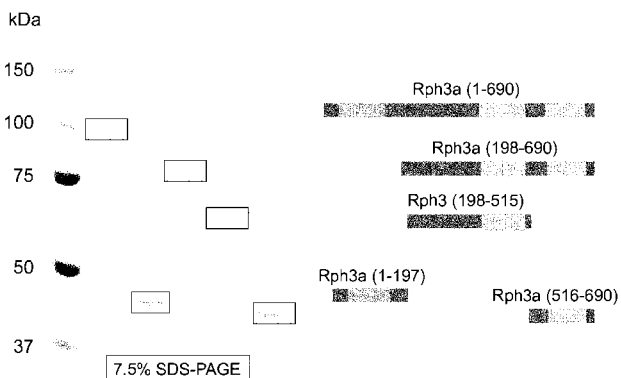 kDa
150
100
75
50
37
7.5% SDS-PAGE
Rph3a (1-690)
Rph3a (198-690)
Rph3 (198-515)
Rph3a (1-197)
Rph3a (516-690)